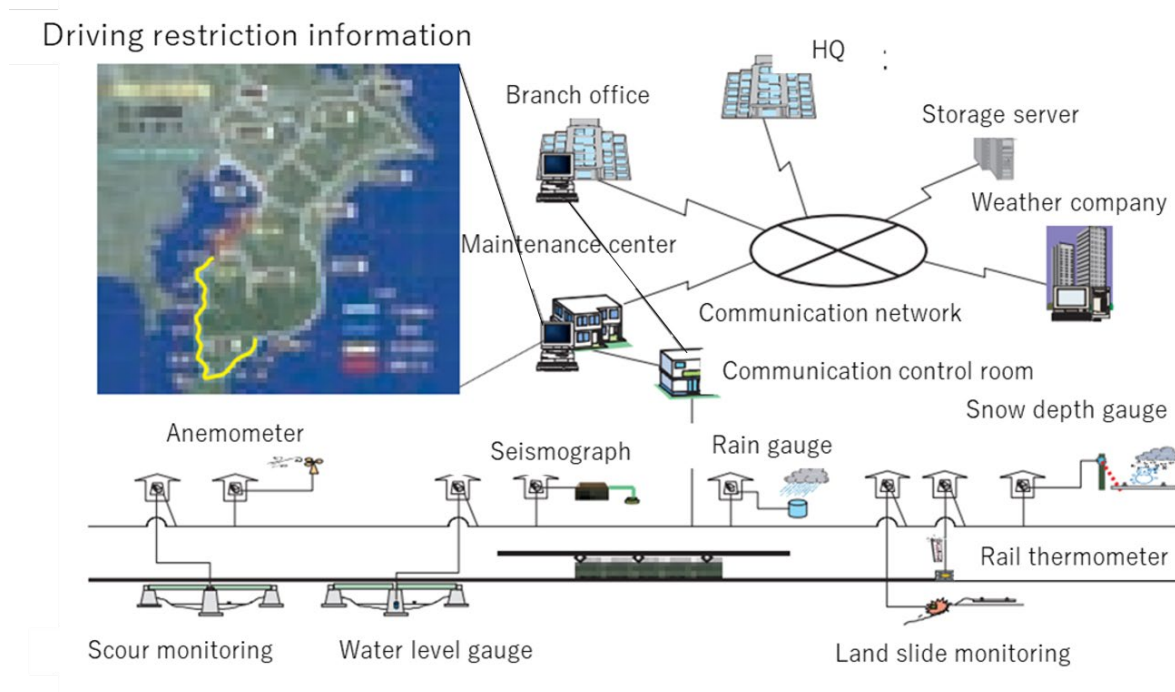 Driving restriction information
HQ :
Branch office
Storage server
Weather company
Maintenance center
Communication network
Communication control room
Snow depth gauge
Anemometer
Seismograph
Rain gauge
Rail thermometer
Scour monitoring
Water level gauge
Land slide monitoring